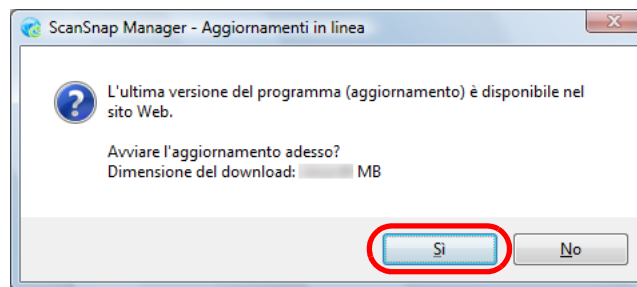 ScanSnap Manager - Aggiornamenti in linea
L'ultima versione del programma (aggiornamento) è disponibile nel
sito Web.
Avviare l'aggiornamento adesso?
Dimensione del download: MB
Sì No